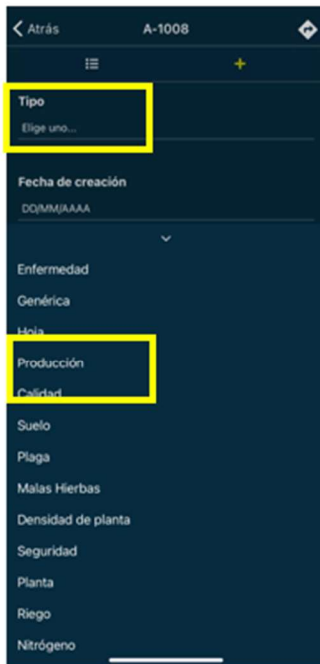 Atrás A-1008
Tipo
Elige uno...
Fecha de creación
DD/MM/AAAA
Enfermedad
Genérica
Hoja
Producción
Calidad
Suelo
Plaga
Malas Hierbas
Densidad de planta
Seguridad
Planta
Riego
Nitrógeno